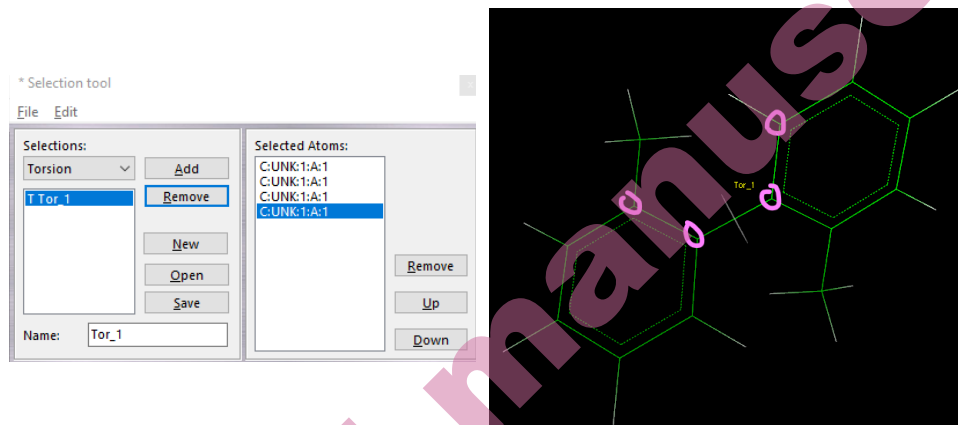 * Selection tool
x
File Edit
Selections:
Torsion
Add
T Tor_1
Remove
New
Open
Save
Name:
Tor_1
Selected Atoms:
C:UNK:1:A:1
C:UNK:1:A:1
C:UNK:1:A:1
C:UNK:1:A:1
Remove
Up
Down
Tor_1
manus